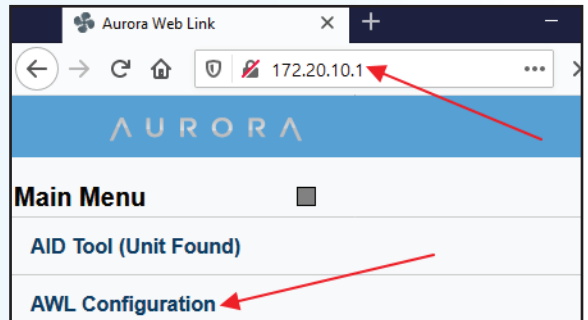 Aurora Web Link
172.20.10.1
AURORA
Main Menu
AID Tool (Unit Found)
AWL Configuration